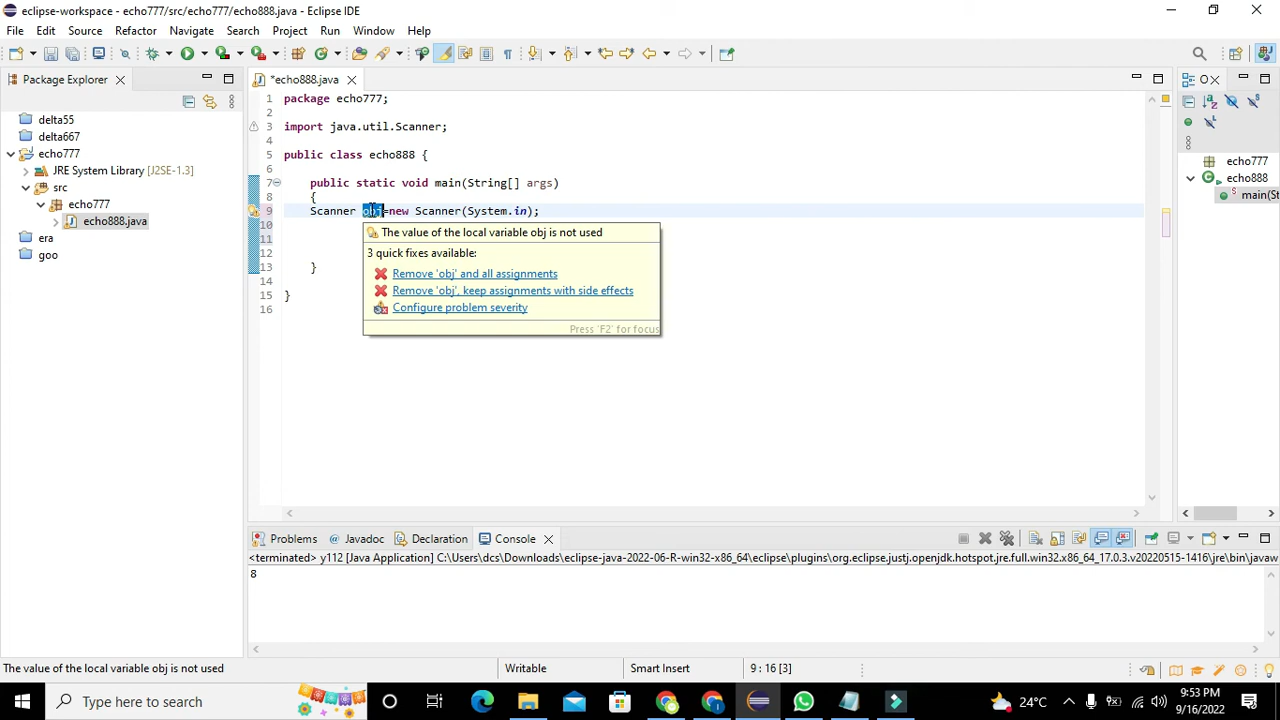 eclipse-workspace - echo777/src/echo777/echo888.java - Eclipse IDE
File Edit Source Refactor Navigate Search Project Run Window Help
Package Explorer
*echo888.java
O
delta55
delta667
echo777
JRE System Library [J2SE-1.3]
src
echo777
echo888.java
era
goo
1 package echo777;
2
3 import java.util.Scanner;
4
5 public class echo888 {
6
7 public static void main(String[] args)
8 {
9 Scanner obj=new Scanner(System.in);
10
11
12
13 }
14
15 }
16
The value of the local variable obj is not used
3 quick fixes available:
Remove 'obj' and all assignments
Remove 'obj', keep assignments with side effects
Configure problem severity
Press 'F2' for focus
echo777
echo888
main(St
Problems @ Javadoc Declaration Console
<terminated> y112 [Java Application] C:\Users\dcs\Downloads\eclipse-java-2022-06-R-win32-x86_64\eclipse\plugins\org.eclipse.justj.openjdk.hotspot.jre.full.win32.x86_64_17.0.3.v20220515-1416\jre\bin\javaw
8
The value of the local variable obj is not used
Writable
Smart Insert
9 : 16 [3]
Type here to search
24°C
9:53 PM
9/16/2022